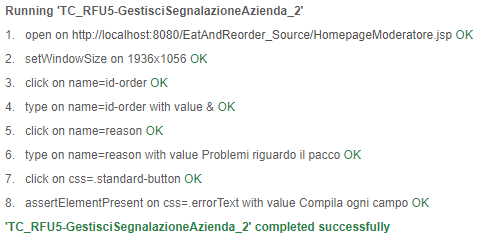 Running 'TC_RFU5-GestisciSegnalazioneAzienda_2'
1. open on http://localhost:8080/EatAndReorder_Source/HomepageModeratore.jsp OK
2. setWindowSize on 1936x1056 OK
3. click on name=id-order OK
4. type on name=id-order with value & OK
5. click on name=reason OK
6. type on name=reason with value Problemi riguardo il pacco OK
7. click on css=.standard-button OK
8. assertElementPresent on css=.errorText with value Compila ogni campo OK
'TC_RFU5-GestisciSegnalazioneAzienda_2' completed successfully